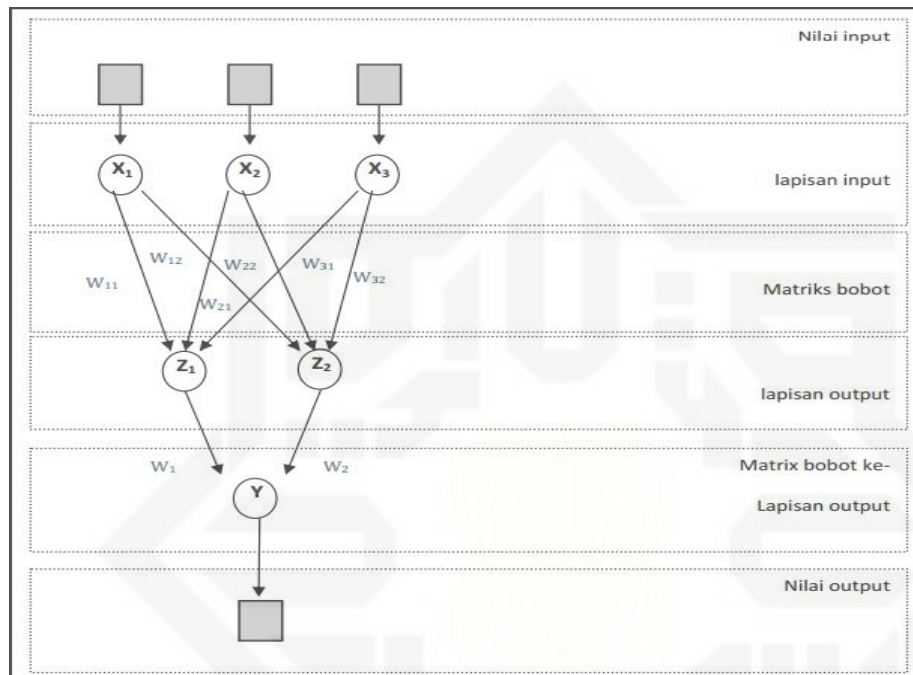 Nilai input
X₁ X₂ X₃
lapisan input
W₁₁ W₁₂ W₂₁ W₂₂ W₃₁ W₃₂
Matriks bobot
Z₁ Z₂
lapisan output
W₁ W₂
Matrix bobot ke-
Y
Lapisan output
Nilai output